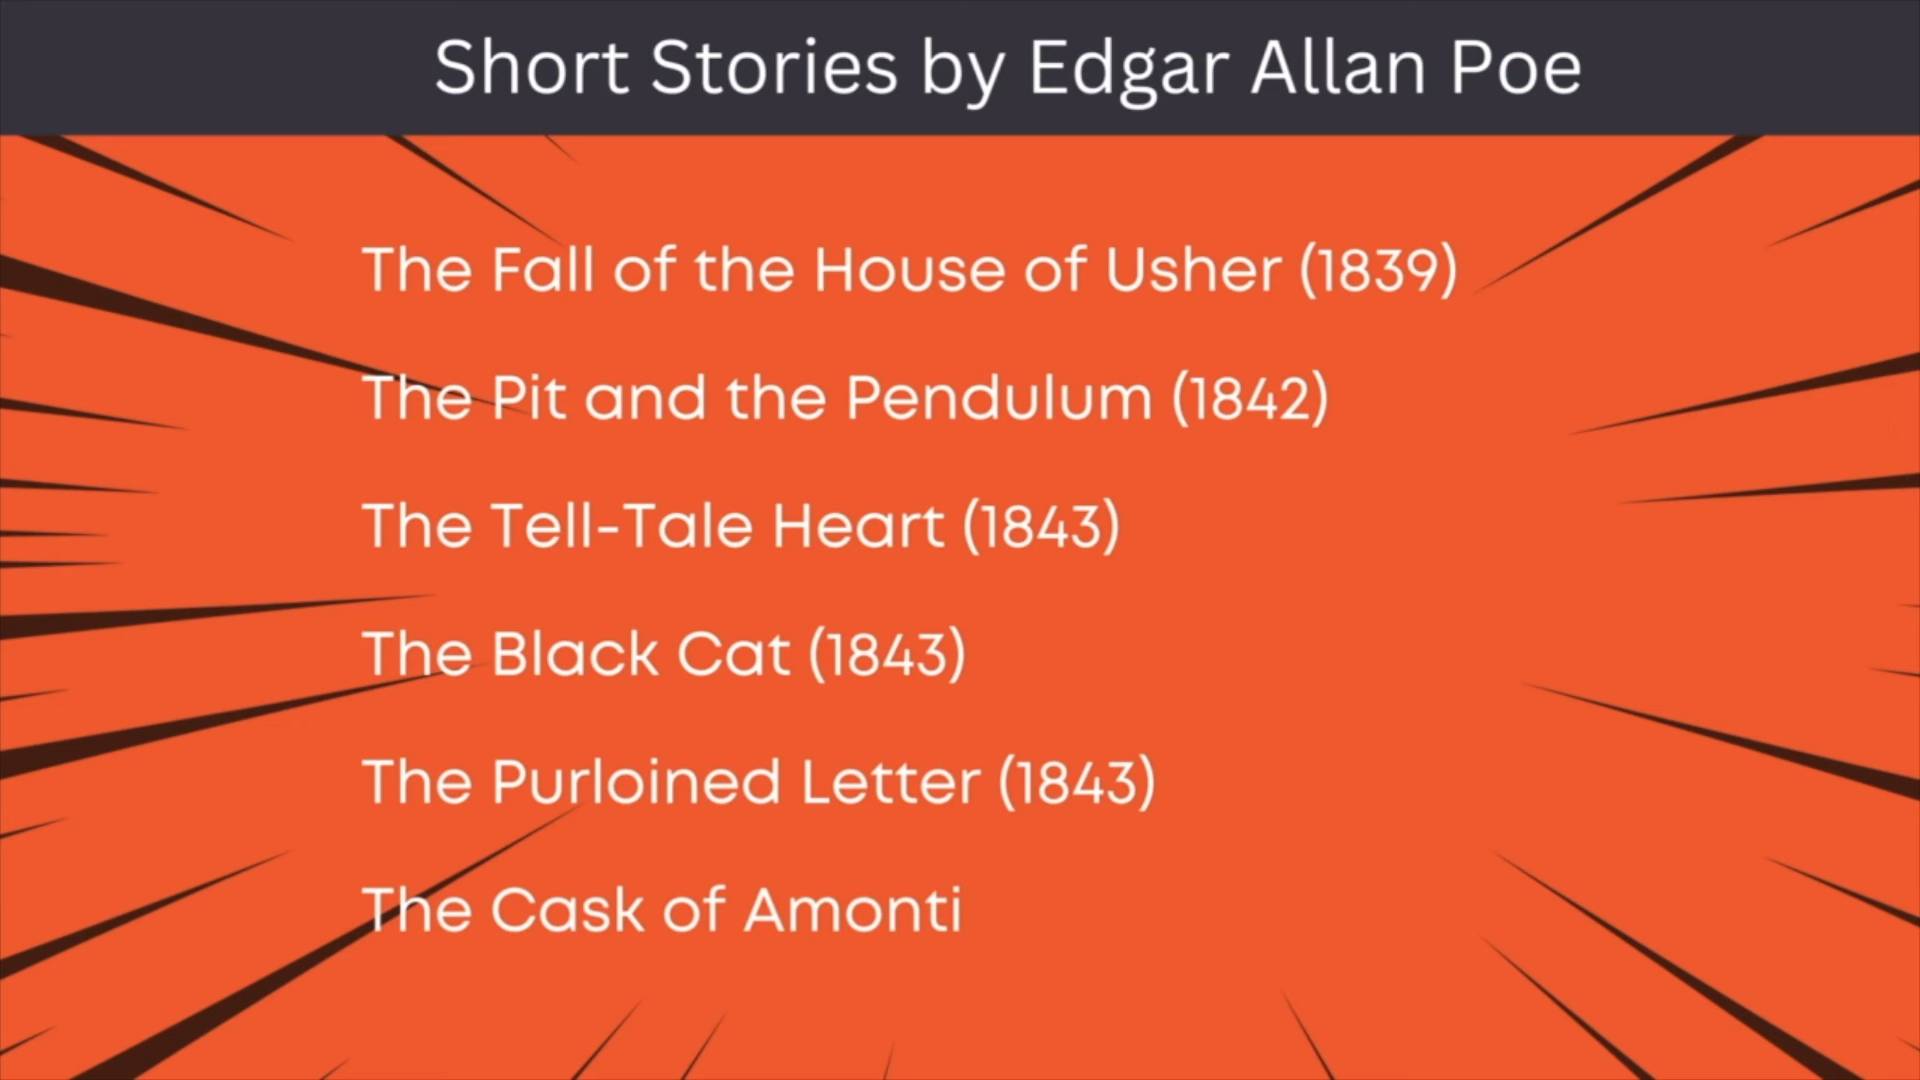 Short Stories by Edgar Allan Poe
The Fall of the House of Usher (1839)
The Pit and the Pendulum (1842)
The Tell-Tale Heart (1843)
The Black Cat (1843)
The Purloined Letter (1843)
The Cask of Amonti